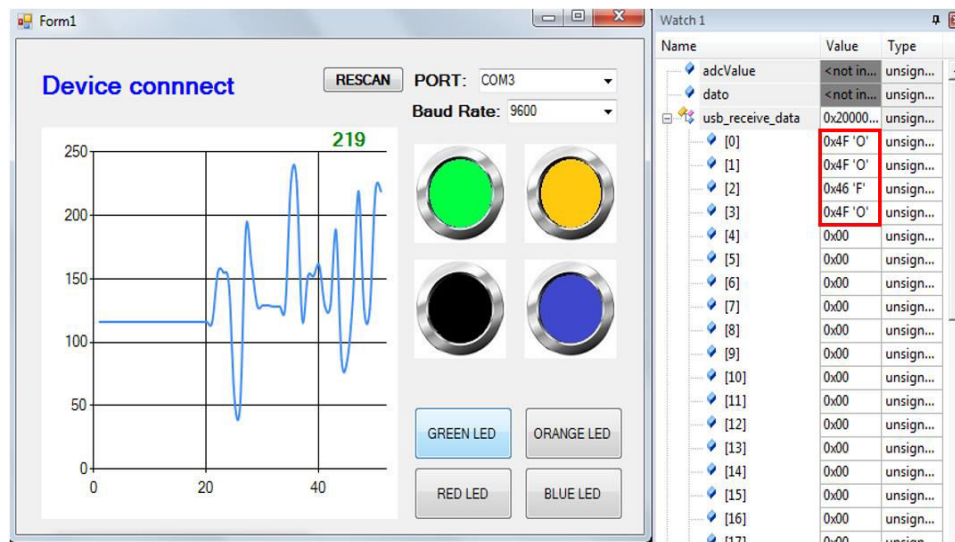 Form1
Device connnect
RESCAN
PORT: COM3
Baud Rate: 9600
219
250
200
150
100
50
0
0 20 40
GREEN LED ORANGE LED
RED LED BLUE LED
Watch 1
Name Value Type
adcValue <not in... unsign...
dato <not in... unsign...
usb_receive_data 0x20000... unsign...
[0] 0x4F 'O' unsign...
[1] 0x4F 'O' unsign...
[2] 0x46 'F' unsign...
[3] 0x4F 'O' unsign...
[4] 0x00 unsign...
[5] 0x00 unsign...
[6] 0x00 unsign...
[7] 0x00 unsign...
[8] 0x00 unsign...
[9] 0x00 unsign...
[10] 0x00 unsign...
[11] 0x00 unsign...
[12] 0x00 unsign...
[13] 0x00 unsign...
[14] 0x00 unsign...
[15] 0x00 unsign...
[16] 0x00 unsign...
[17] 0x00 unsign...